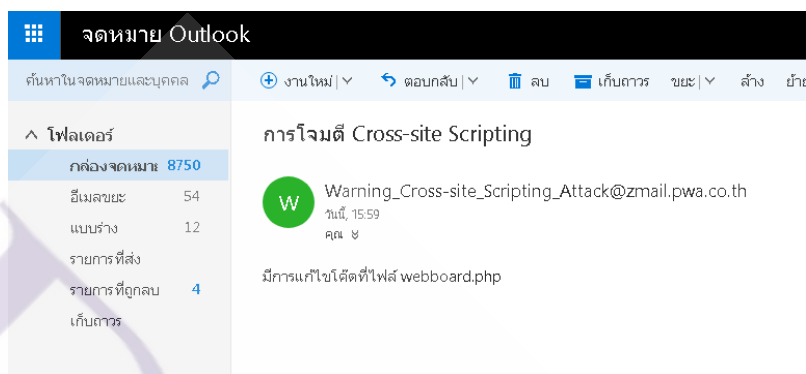 จดหมาย Outlook
ค้นหาในจดหมายและบุคคล
งานใหม่ | ตอบกลับ | ลบ เก็บถาวร ขยะ | ล้าง ย้าย
โฟลเดอร์
กล่องจดหมาย 8750
อีเมลขยะ 54
แบบร่าง 12
รายการที่ส่ง
รายการที่ถูกลบ 4
เก็บถาวร
การโจมตี Cross-site Scripting
W
Warning_Cross-site_Scripting_Attack@zmail.pwa.co.th
วันนี้, 15:59
คุณ
มีการแก้ไขโค๊ดที่ไฟล์ webboard.php